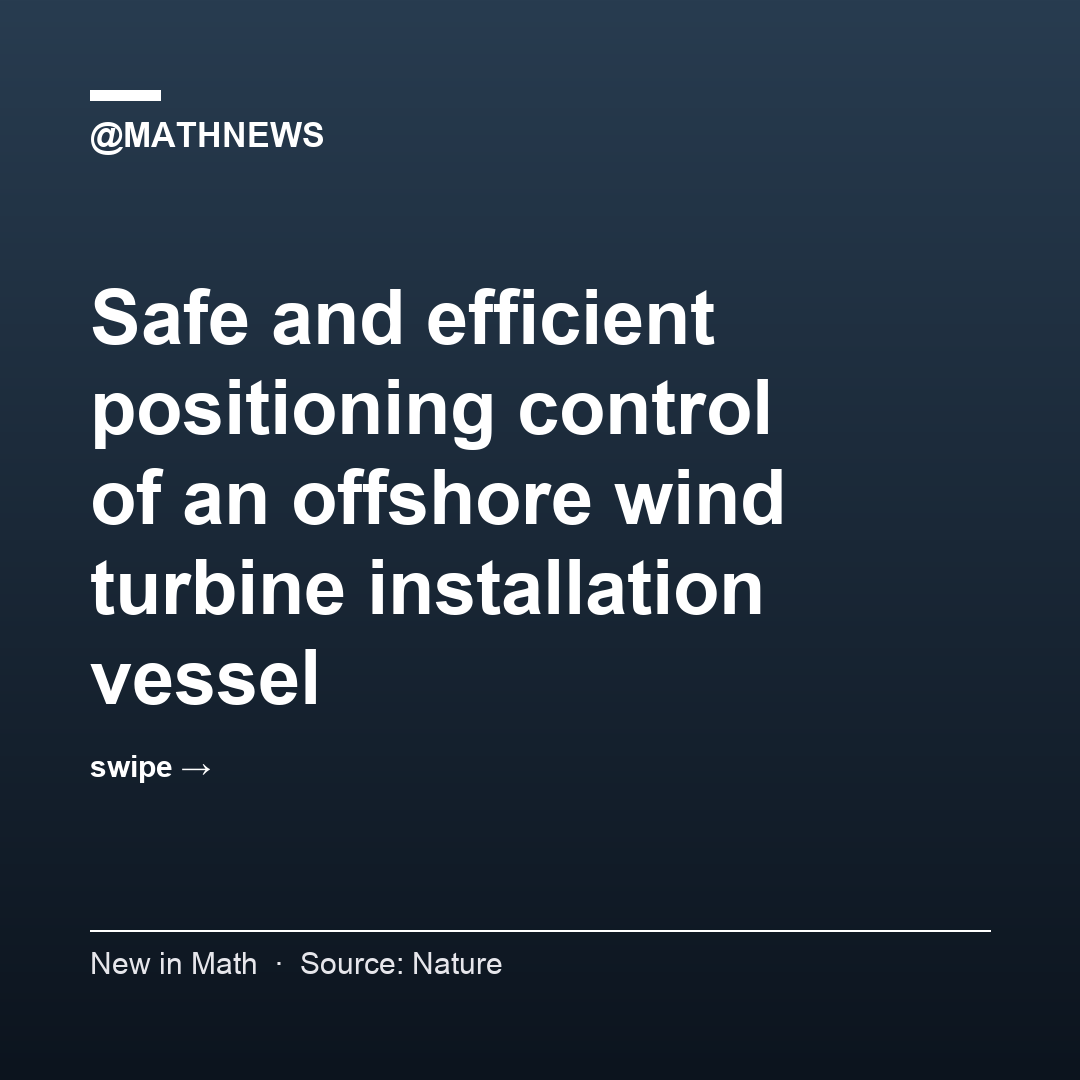 @MATHNEWS
Safe and efficient
positioning control
of an offshore wind
turbine installation
vessel
swipe →
New in Math · Source: Nature